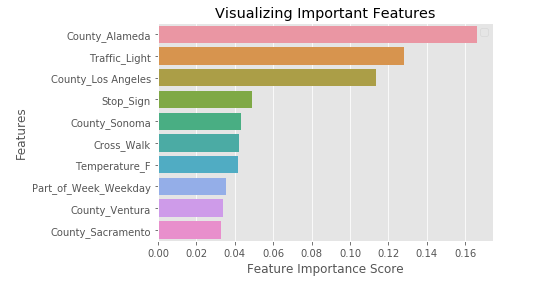 Visualizing Important Features
Features
County_Alameda
Traffic_Light
County_Los Angeles
Stop_Sign
County_Sonoma
Cross_Walk
Temperature_F
Part_of_Week_Weekday
County_Ventura
County_Sacramento
0.00 0.02 0.04 0.06 0.08 0.10 0.12 0.14 0.16
Feature Importance Score